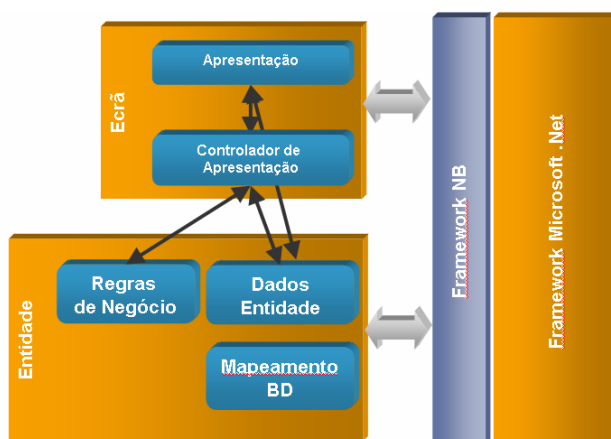 Ecrã
Apresentação
Controlador de
Apresentação
Entidade
Regras
de Negócio
Dados
Entidade
Mapeamento
BD
Framework NB
Framework Microsoft .Net